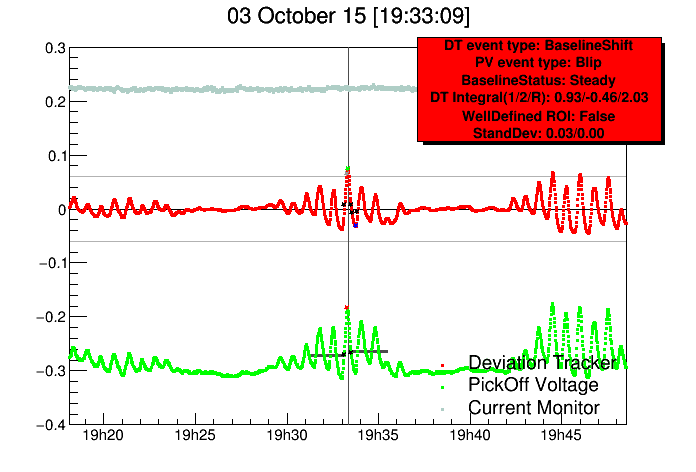 03 October 15 [19:33:09]
DT event type: BaselineShift
PV event type: Blip
BaselineStatus: Steady
DT Integral(1/2/R): 0.93/-0.46/2.03
WellDefined ROI: False
StandDev: 0.03/0.00
0.3
0.2
0.1
0
−0.1
−0.2
−0.3
−0.4
Deviation Tracker
PickOff Voltage
Current Monitor
19h20 19h25 19h30 19h35 19h40 19h45